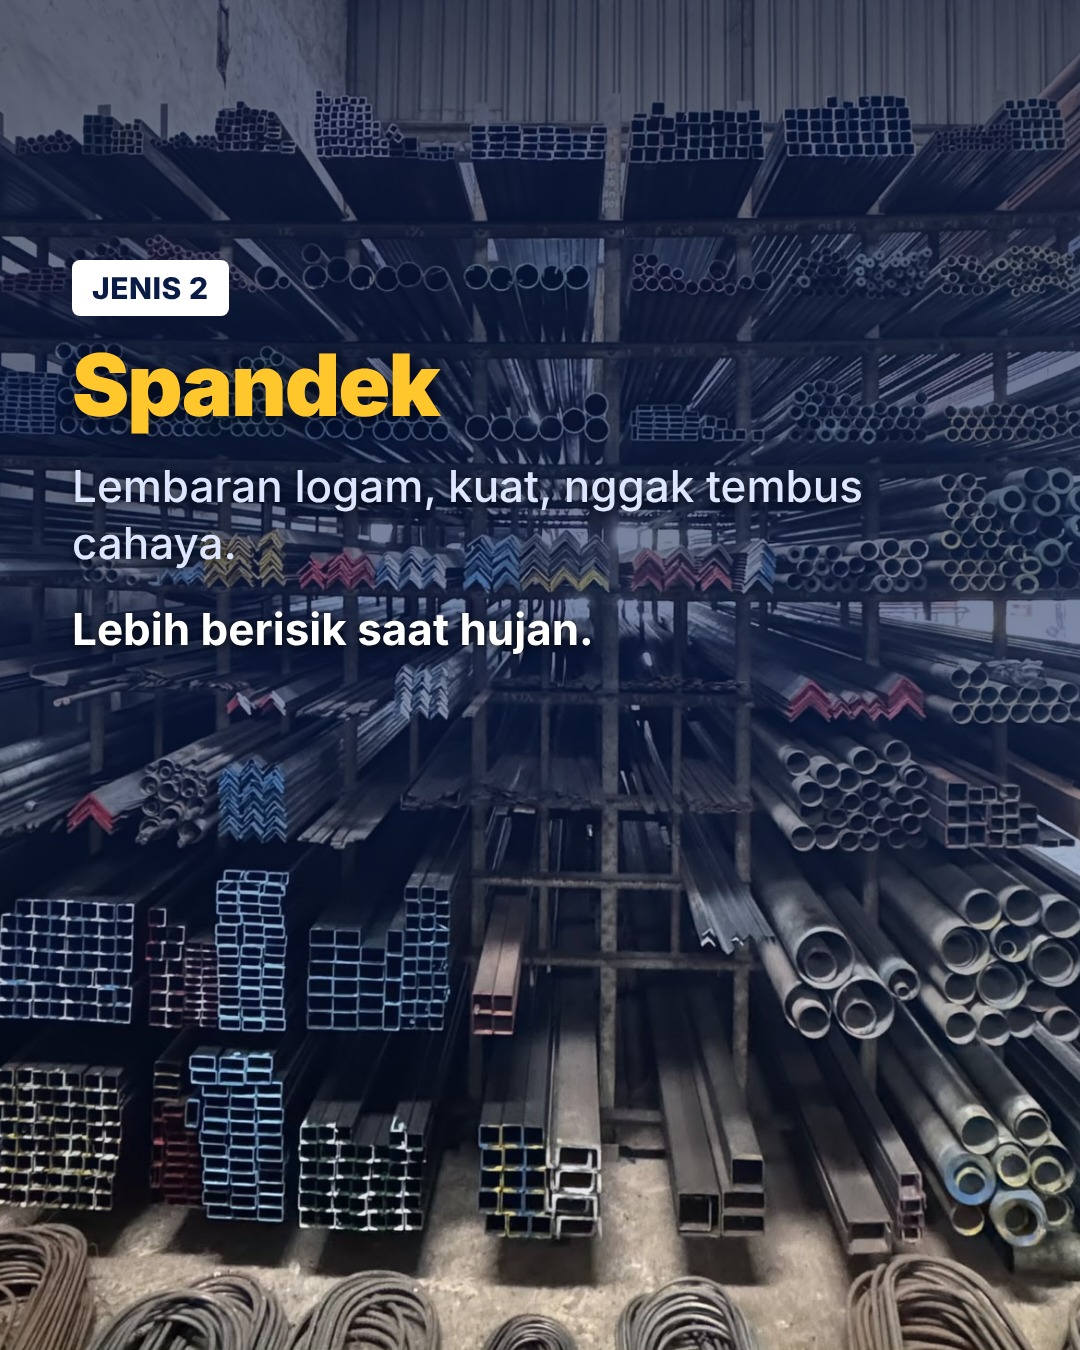 JENIS 2
Spandek
Lembaran logam, kuat, nggak tembus
cahaya.
Lebih berisik saat hujan.